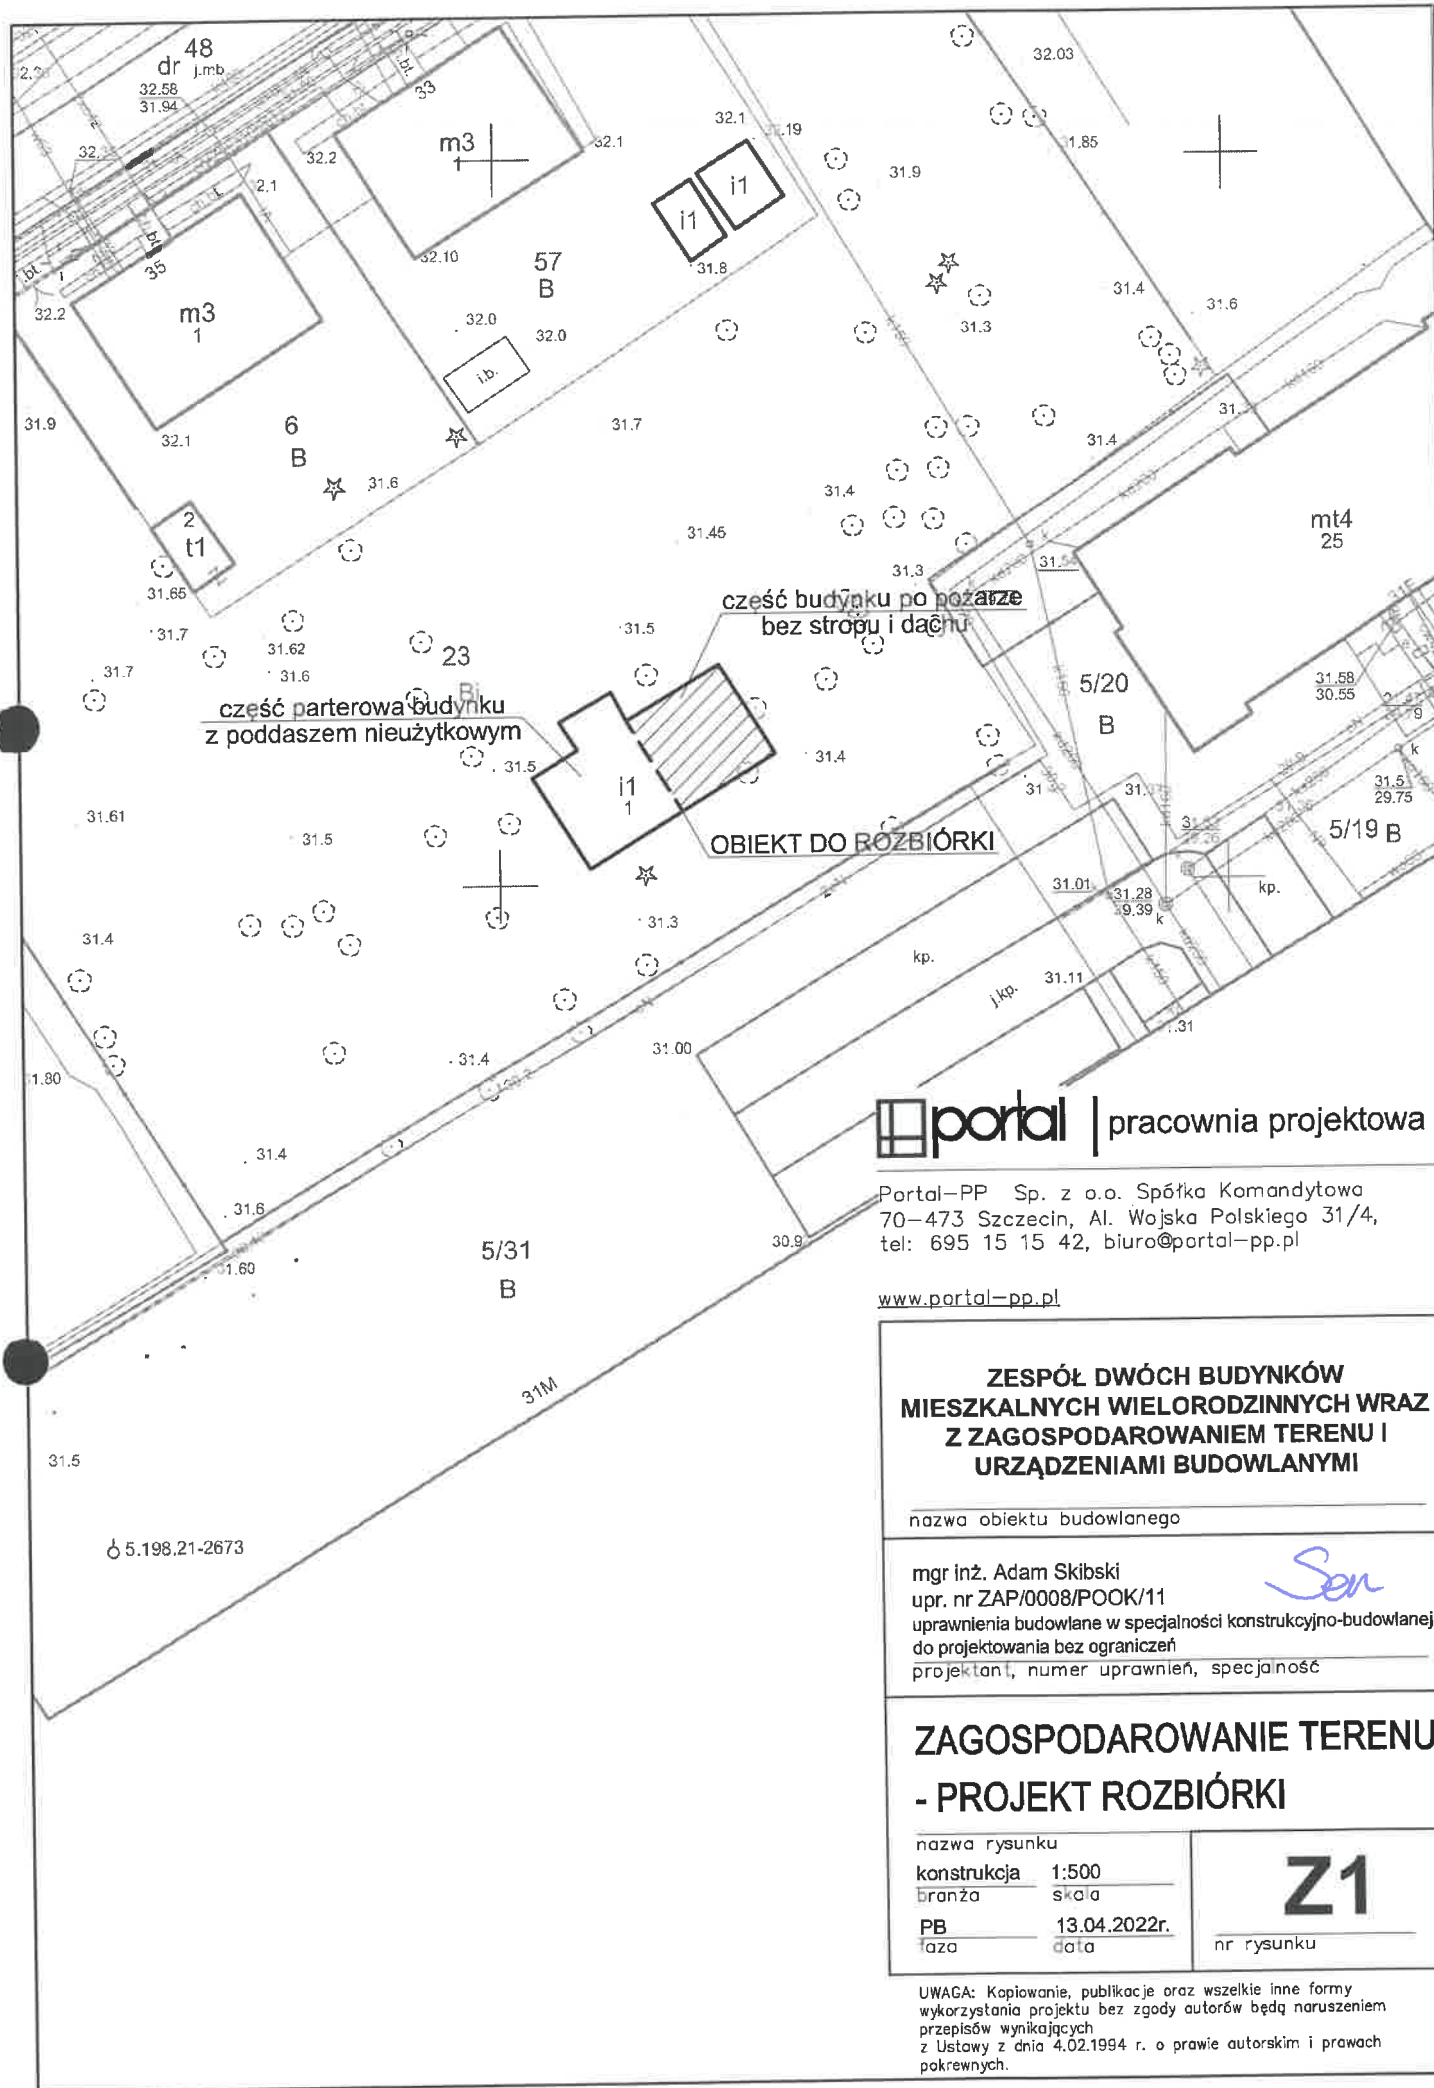 48
dr j.mb
32.58
31.94
33
m3
1
32.2
32.1
32.1
32.03
31.85
31.9
i1
i1
31.8
32.10
57
B
35
m3
1
32.2
32.0
32.0
i.b.
31.4
31.6
31.3
k150
31.9
32.1
6
B
31.7
31.4
31.6
31.4
2
t1
31.45
mt4
25
31.3
31.65
31.7
31.62
31.6
31.7
część budynku po pożarze
bez stropu i dachu
31.5
23
Bi
część parterowa budynku
z poddaszem nieużytkowym
31.5
31.4
5/20
B
31.58
30.55
k
31.5
29.75
5/19 B
i1
1
OBIEKT DO ROZBIÓRKI
31.61
31.5
31.01
31.28
k
kp.
31.3
31.4
kp.
j.kp.
31.11
31.00
31.4
31.4
31.6
5/31
B
30.9
31M
31.5
5.198.21-2673
portal | pracownia projektowa
Portal-PP Sp. z o.o. Spółka Komandytowa
70-473 Szczecin, Al. Wojska Polskiego 31/4,
tel: 695 15 15 42, biuro@portal-pp.pl
www.portal-pp.pl
ZESPÓŁ DWÓCH BUDYNKÓW
MIESZKALNYCH WIELORODZINNYCH WRAZ
Z ZAGOSPODAROWANIEM TERENU I
URZĄDZENIAMI BUDOWLANYMI
nazwa obiektu budowlanego
mgr inż. Adam Skibski
upr. nr ZAP/0008/POOK/11
uprawnienia budowlane w specjalności konstrukcyjno-budowlanej
do projektowania bez ograniczeń
projektant, numer uprawnień, specjalność
ZAGOSPODAROWANIE TERENU
- PROJEKT ROZBIÓRKI
nazwa rysunku
konstrukcja 1:500
branża skala
PB 13.04.2022r.
faza data
Z1
nr rysunku
UWAGA: Kopiowanie, publikacje oraz wszelkie inne formy
wykorzystania projektu bez zgody autorów będą naruszeniem
przepisów wynikających
z Ustawy z dnia 4.02.1994 r. o prawie autorskim i prawach
pokrewnych.